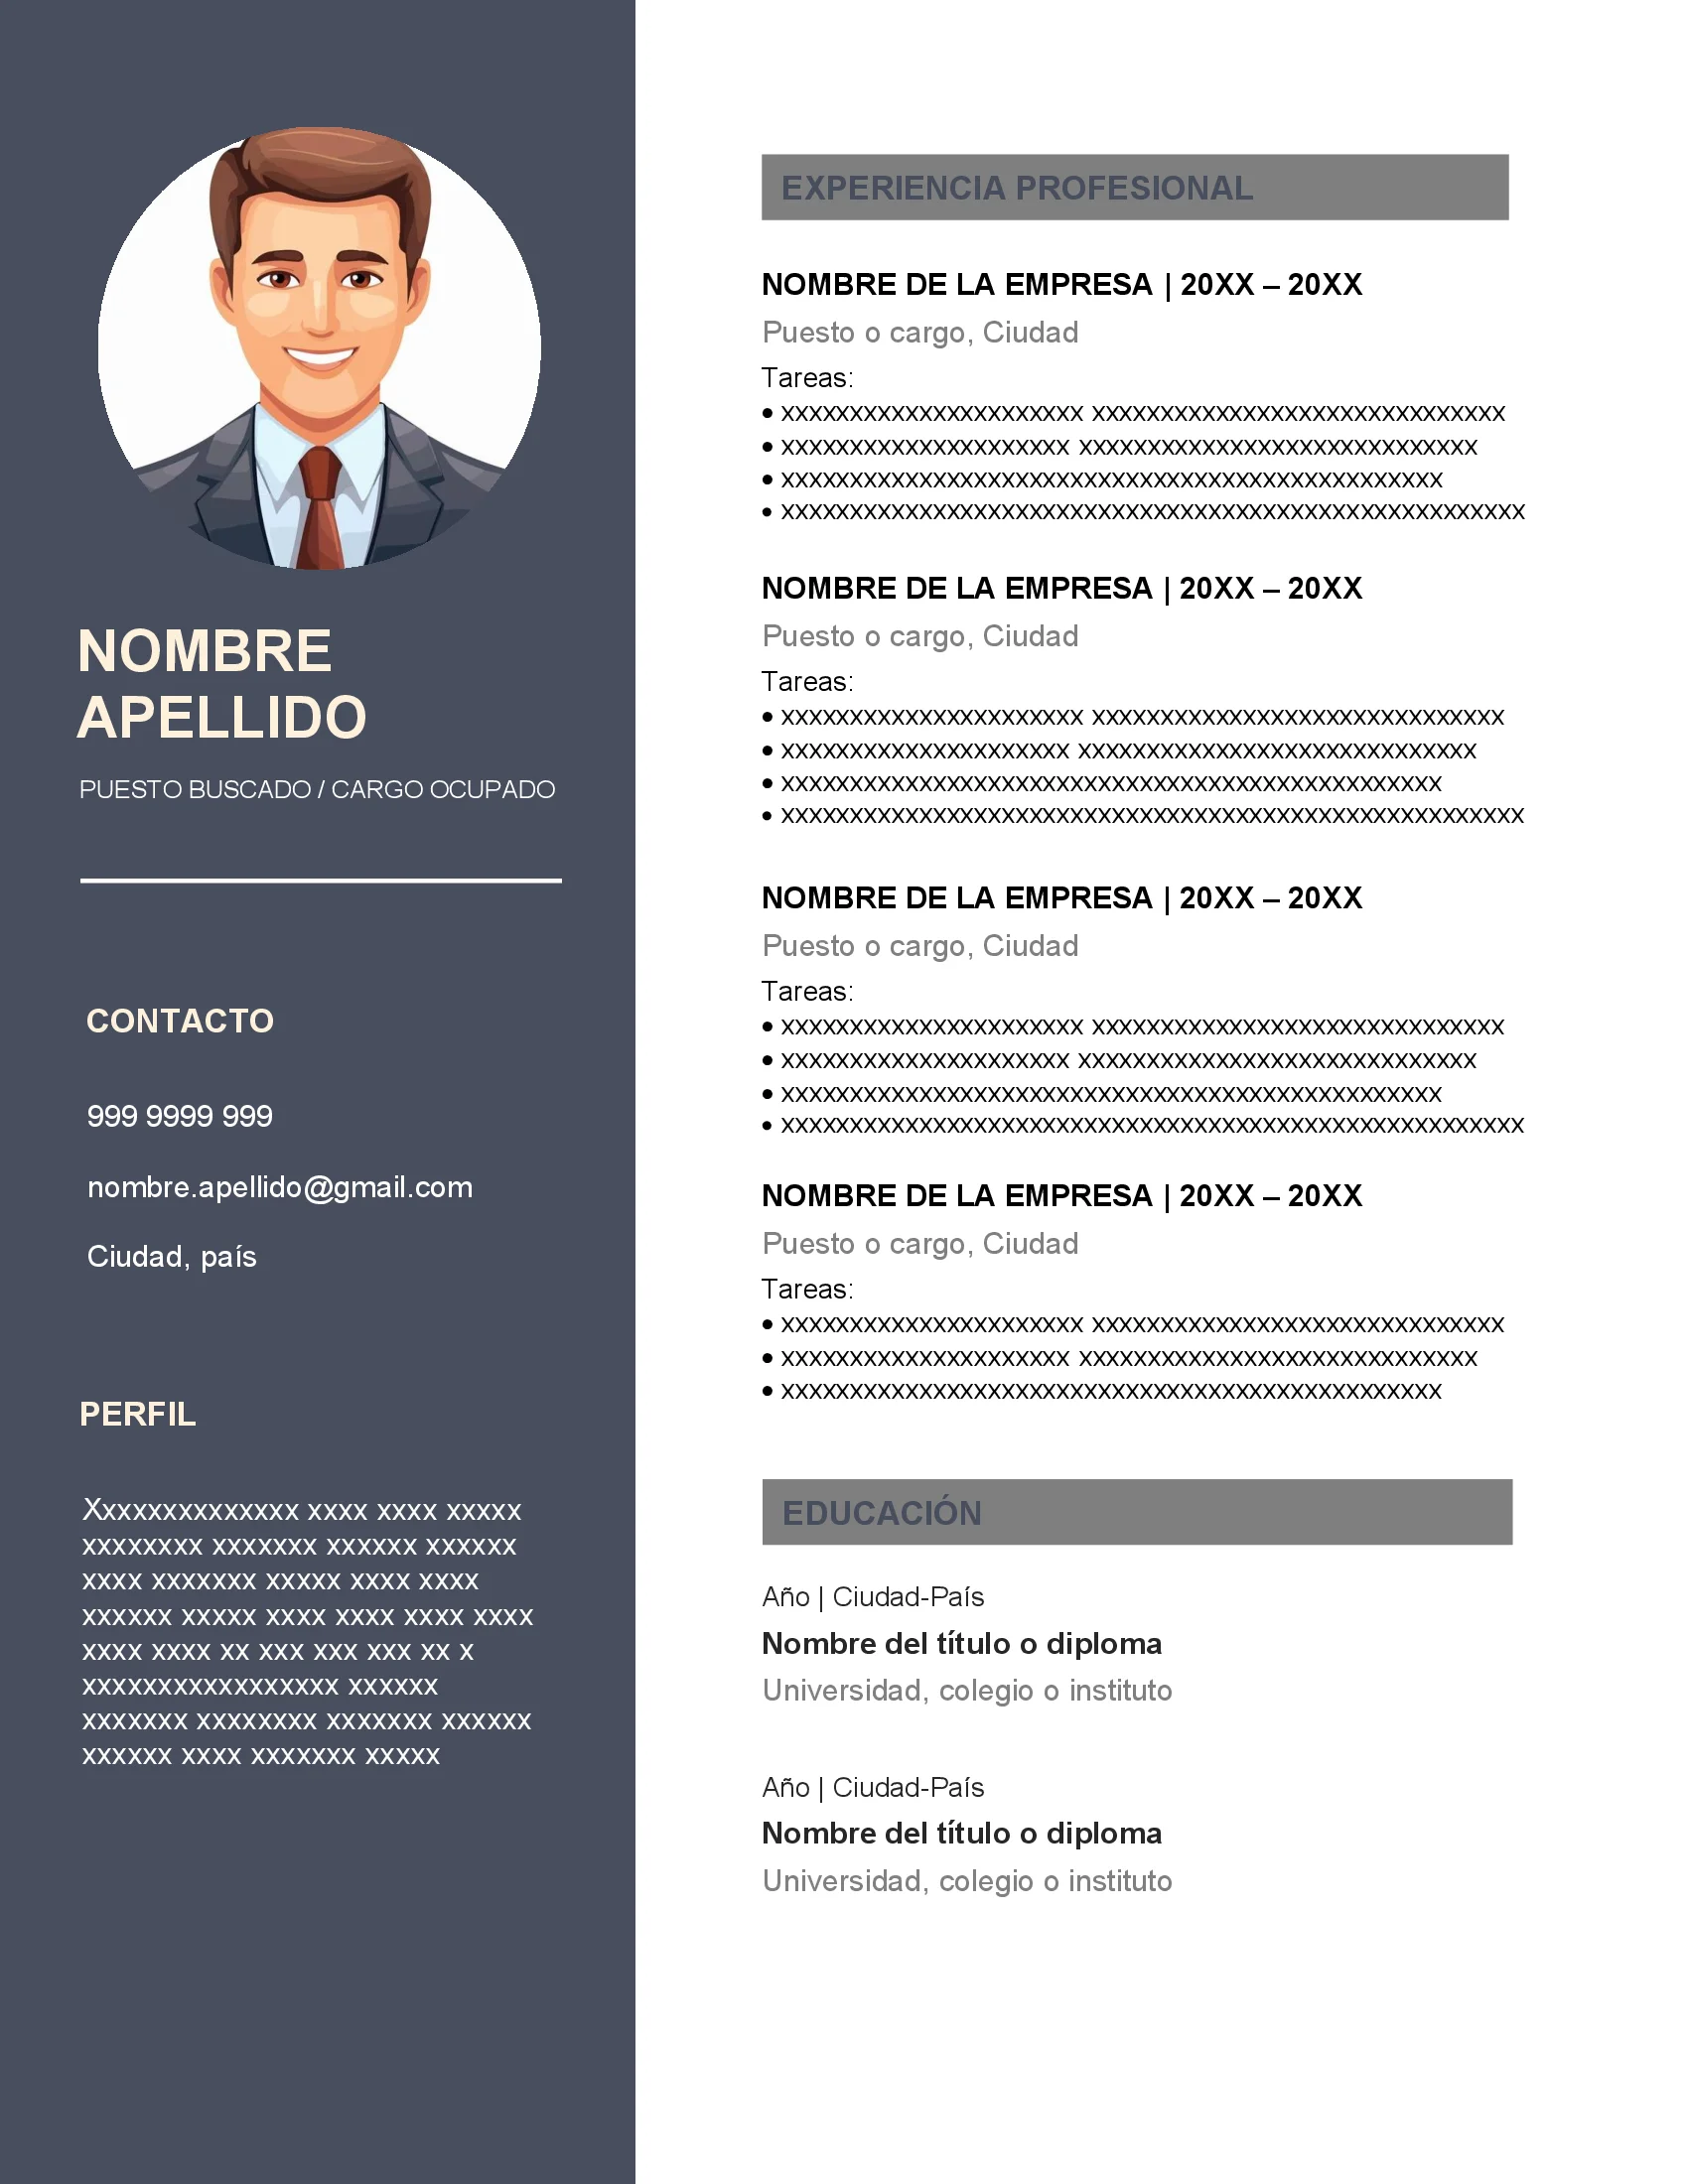 NOMBRE
APELLIDO
PUESTO BUSCADO / CARGO OCUPADO
CONTACTO
999 9999 999
nombre.apellido@gmail.com
Ciudad, país
PERFIL
Xxxxxxxxxxxxxx xxxx xxxx xxxxx
xxxxxxxx xxxxxxx xxxxxx xxxxxx
xxxx xxxxxxx xxxxx xxxx xxxx
xxxxxx xxxxx xxxx xxxx xxxx xxxx
xxxx xxxx xx xxx xxx xxx xx x
xxxxxxxxxxxxxxxxx xxxxxx
xxxxxxx xxxxxxxx xxxxxxx xxxxxx
xxxxxx xxxx xxxxxxx xxxxx
EXPERIENCIA PROFESIONAL
NOMBRE DE LA EMPRESA | 20XX – 20XX
Puesto o cargo, Ciudad
Tareas:
• xxxxxxxxxxxxxxxxxxxxxx xxxxxxxxxxxxxxxxxxxxxxxxxxxxxx
• xxxxxxxxxxxxxxxxxxxxx xxxxxxxxxxxxxxxxxxxxxxxxxxxxx
• xxxxxxxxxxxxxxxxxxxxxxxxxxxxxxxxxxxxxxxxxxxxxxxx
• xxxxxxxxxxxxxxxxxxxxxxxxxxxxxxxxxxxxxxxxxxxxxxxxxxxxxx
NOMBRE DE LA EMPRESA | 20XX – 20XX
Puesto o cargo, Ciudad
Tareas:
• xxxxxxxxxxxxxxxxxxxxxx xxxxxxxxxxxxxxxxxxxxxxxxxxxxxx
• xxxxxxxxxxxxxxxxxxxxx xxxxxxxxxxxxxxxxxxxxxxxxxxxxx
• xxxxxxxxxxxxxxxxxxxxxxxxxxxxxxxxxxxxxxxxxxxxxxxx
• xxxxxxxxxxxxxxxxxxxxxxxxxxxxxxxxxxxxxxxxxxxxxxxxxxxxxx
NOMBRE DE LA EMPRESA | 20XX – 20XX
Puesto o cargo, Ciudad
Tareas:
• xxxxxxxxxxxxxxxxxxxxxx xxxxxxxxxxxxxxxxxxxxxxxxxxxxxx
• xxxxxxxxxxxxxxxxxxxxx xxxxxxxxxxxxxxxxxxxxxxxxxxxxx
• xxxxxxxxxxxxxxxxxxxxxxxxxxxxxxxxxxxxxxxxxxxxxxxx
• xxxxxxxxxxxxxxxxxxxxxxxxxxxxxxxxxxxxxxxxxxxxxxxxxxxxxx
NOMBRE DE LA EMPRESA | 20XX – 20XX
Puesto o cargo, Ciudad
Tareas:
• xxxxxxxxxxxxxxxxxxxxxx xxxxxxxxxxxxxxxxxxxxxxxxxxxxxx
• xxxxxxxxxxxxxxxxxxxxx xxxxxxxxxxxxxxxxxxxxxxxxxxxxx
• xxxxxxxxxxxxxxxxxxxxxxxxxxxxxxxxxxxxxxxxxxxxxxxx
EDUCACIÓN
Año | Ciudad-País
Nombre del título o diploma
Universidad, colegio o instituto
Año | Ciudad-País
Nombre del título o diploma
Universidad, colegio o instituto